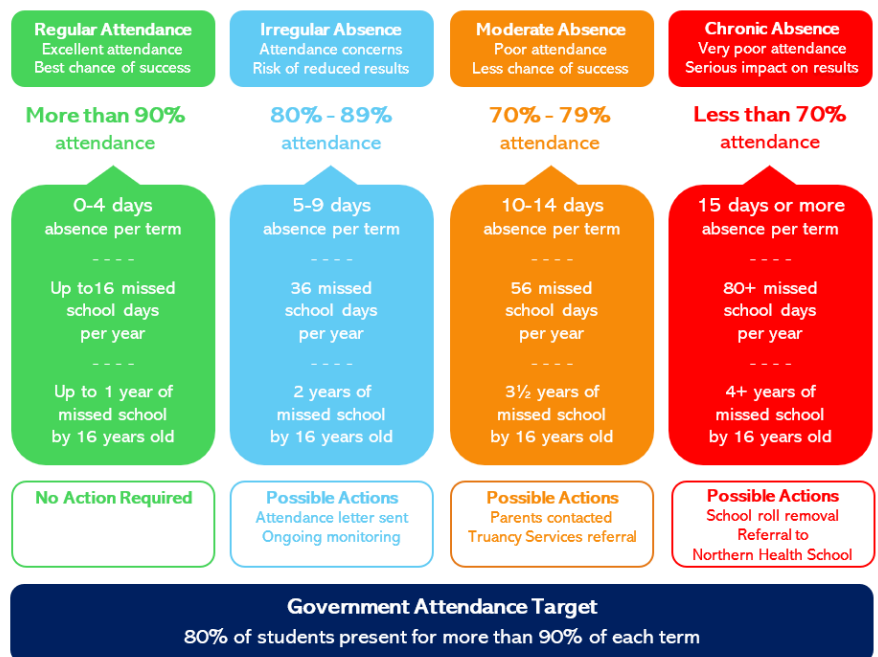 Regular Attendance
Excellent attendance
Best chance of success
More than 90%
attendance
0-4 days
absence per term
----
Up to16 missed
school days
per year
----
Up to 1 year of
missed school
by 16 years old
No Action Required
Irregular Absence
Attendance concerns
Risk of reduced results
80% - 89%
attendance
5-9 days
absence per term
----
36 missed
school days
per year
----
2 years of
missed school
by 16 years old
Possible Actions
Attendance letter sent
Ongoing monitoring
Moderate Absence
Poor attendance
Less chance of success
70% - 79%
attendance
10-14 days
absence per term
----
56 missed
school days
per year
----
3½ years of
missed school
by 16 years old
Possible Actions
Parents contacted
Truancy Services referral
Chronic Absence
Very poor attendance
Serious impact on results
Less than 70%
attendance
15 days or more
absence per term
----
80+ missed
school days
per year
----
4+ years of
missed school
by 16 years old
Possible Actions
School roll removal
Referral to
Northern Health School
Government Attendance Target
80% of students present for more than 90% of each term